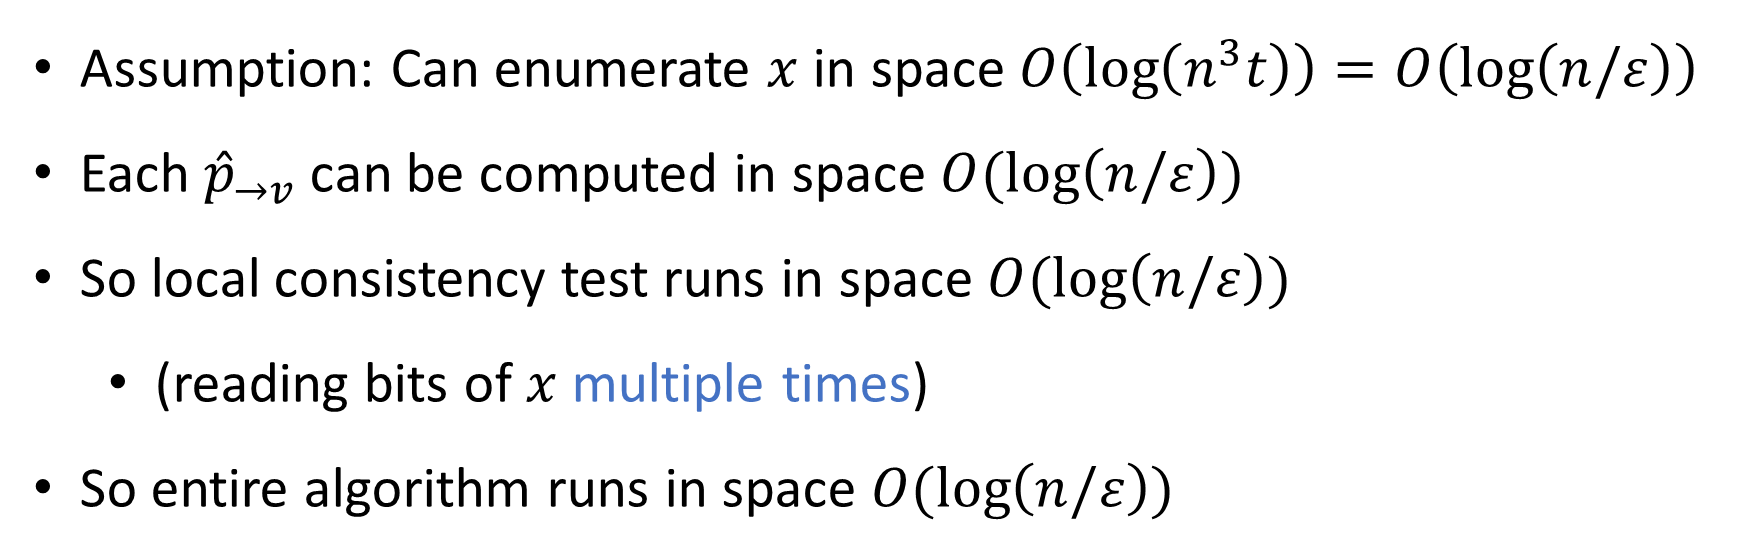 • Assumption: Can enumerate x in space O(log(n³t)) = O(log(n/ε))
• Each p̂→v can be computed in space O(log(n/ε))
• So local consistency test runs in space O(log(n/ε))
• (reading bits of x multiple times)
• So entire algorithm runs in space O(log(n/ε))